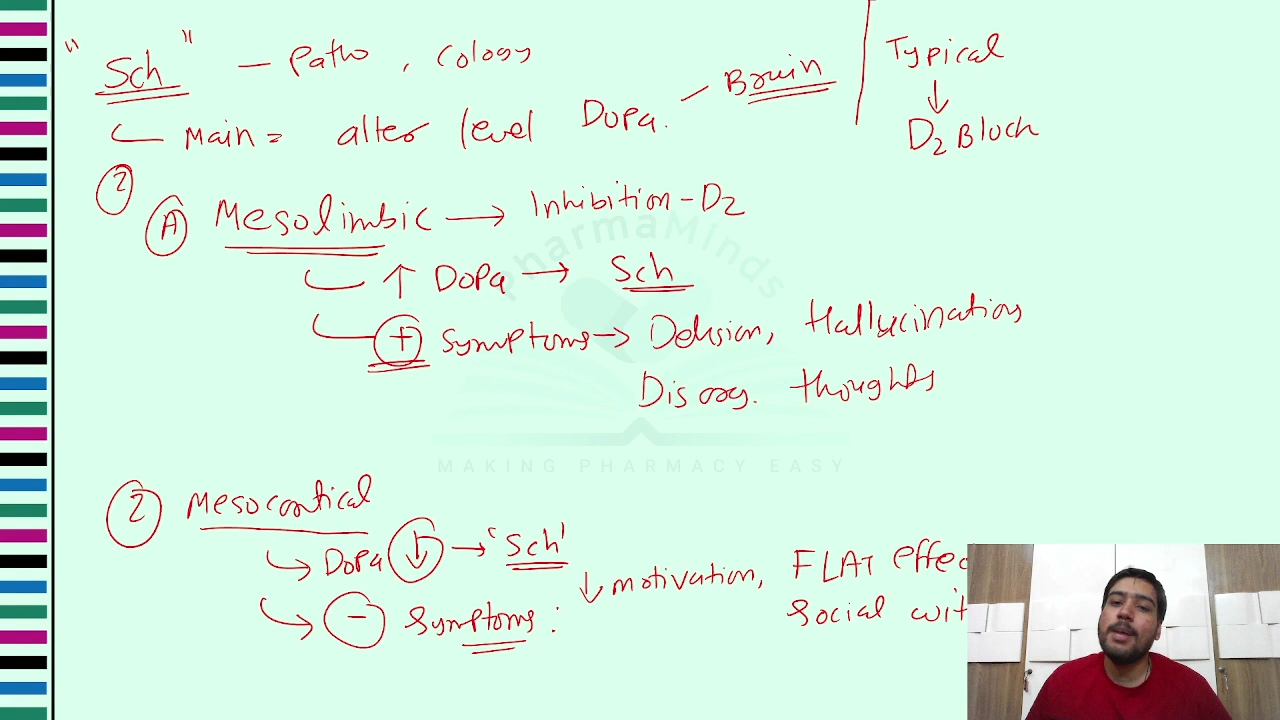 "Sch" — Patho, cology
Main = alter level Dopa. — Brain
Typical
↓
D2 Block
2
A Mesolimbic → Inhibition - D2
↑ Dopa → Sch
+ Symptoms → Delusion, Hallucinations
Disorg. thoughts
PharmaMinds
MAKING PHARMACY EASY
2 Mesocortical
↳ Dopa ↓ → 'Sch'
↳ - Symptoms : ↓ motivation, FLAT effec
Social wit